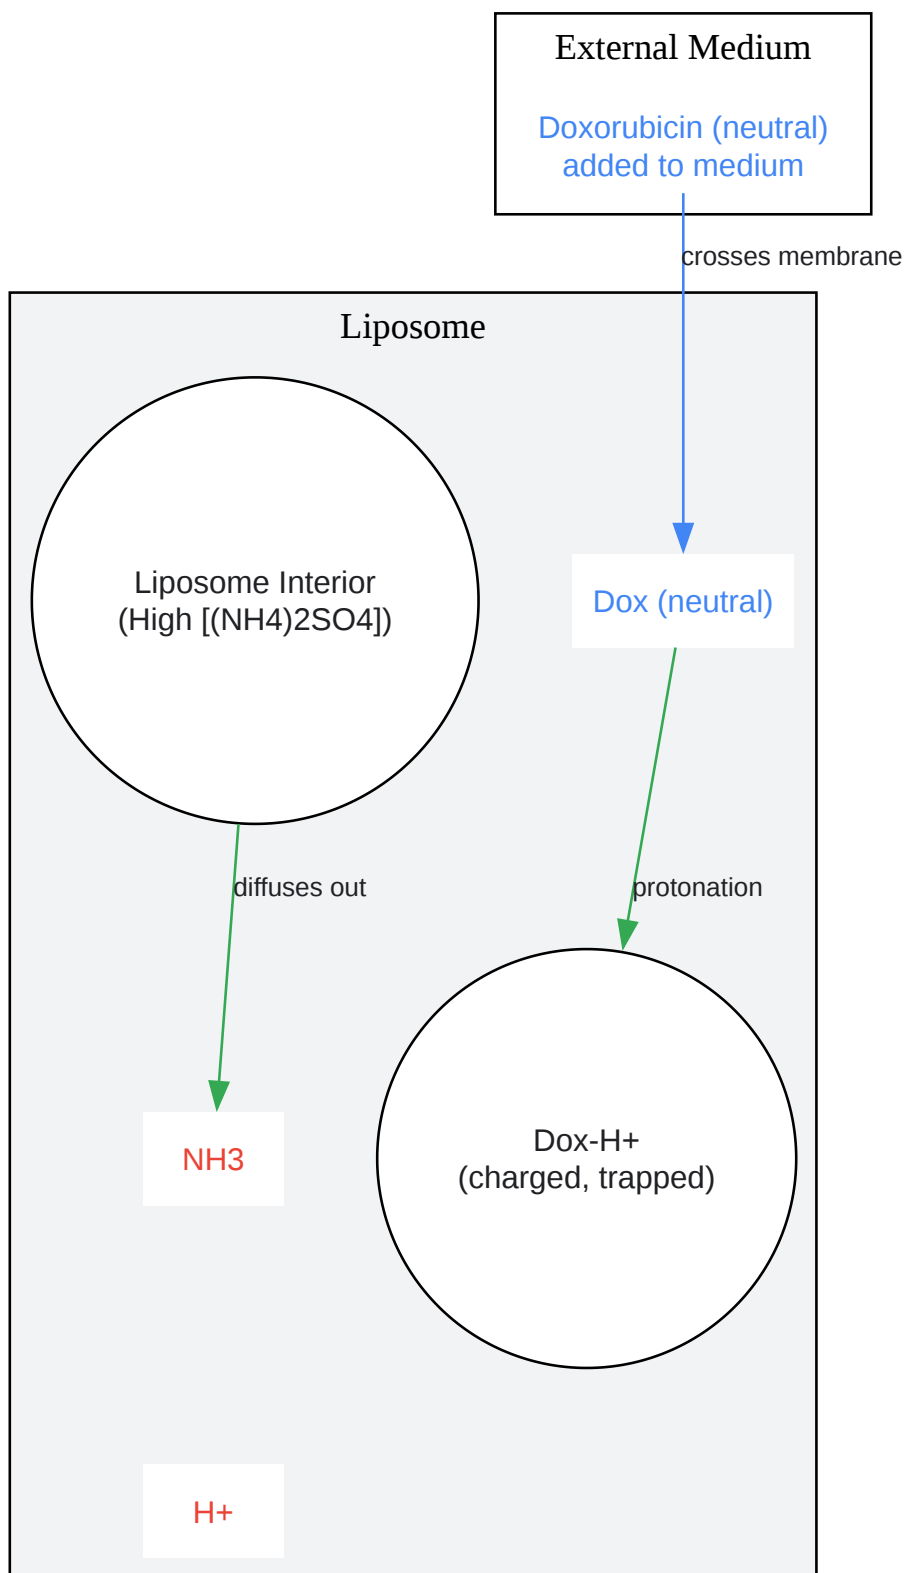 External Medium
Doxorubicin (neutral)
added to medium
crosses membrane
Liposome
Liposome Interior
(High [(NH4)2SO4])
Dox (neutral)
diffuses out
protonation
NH3
Dox-H+
(charged, trapped)
H+